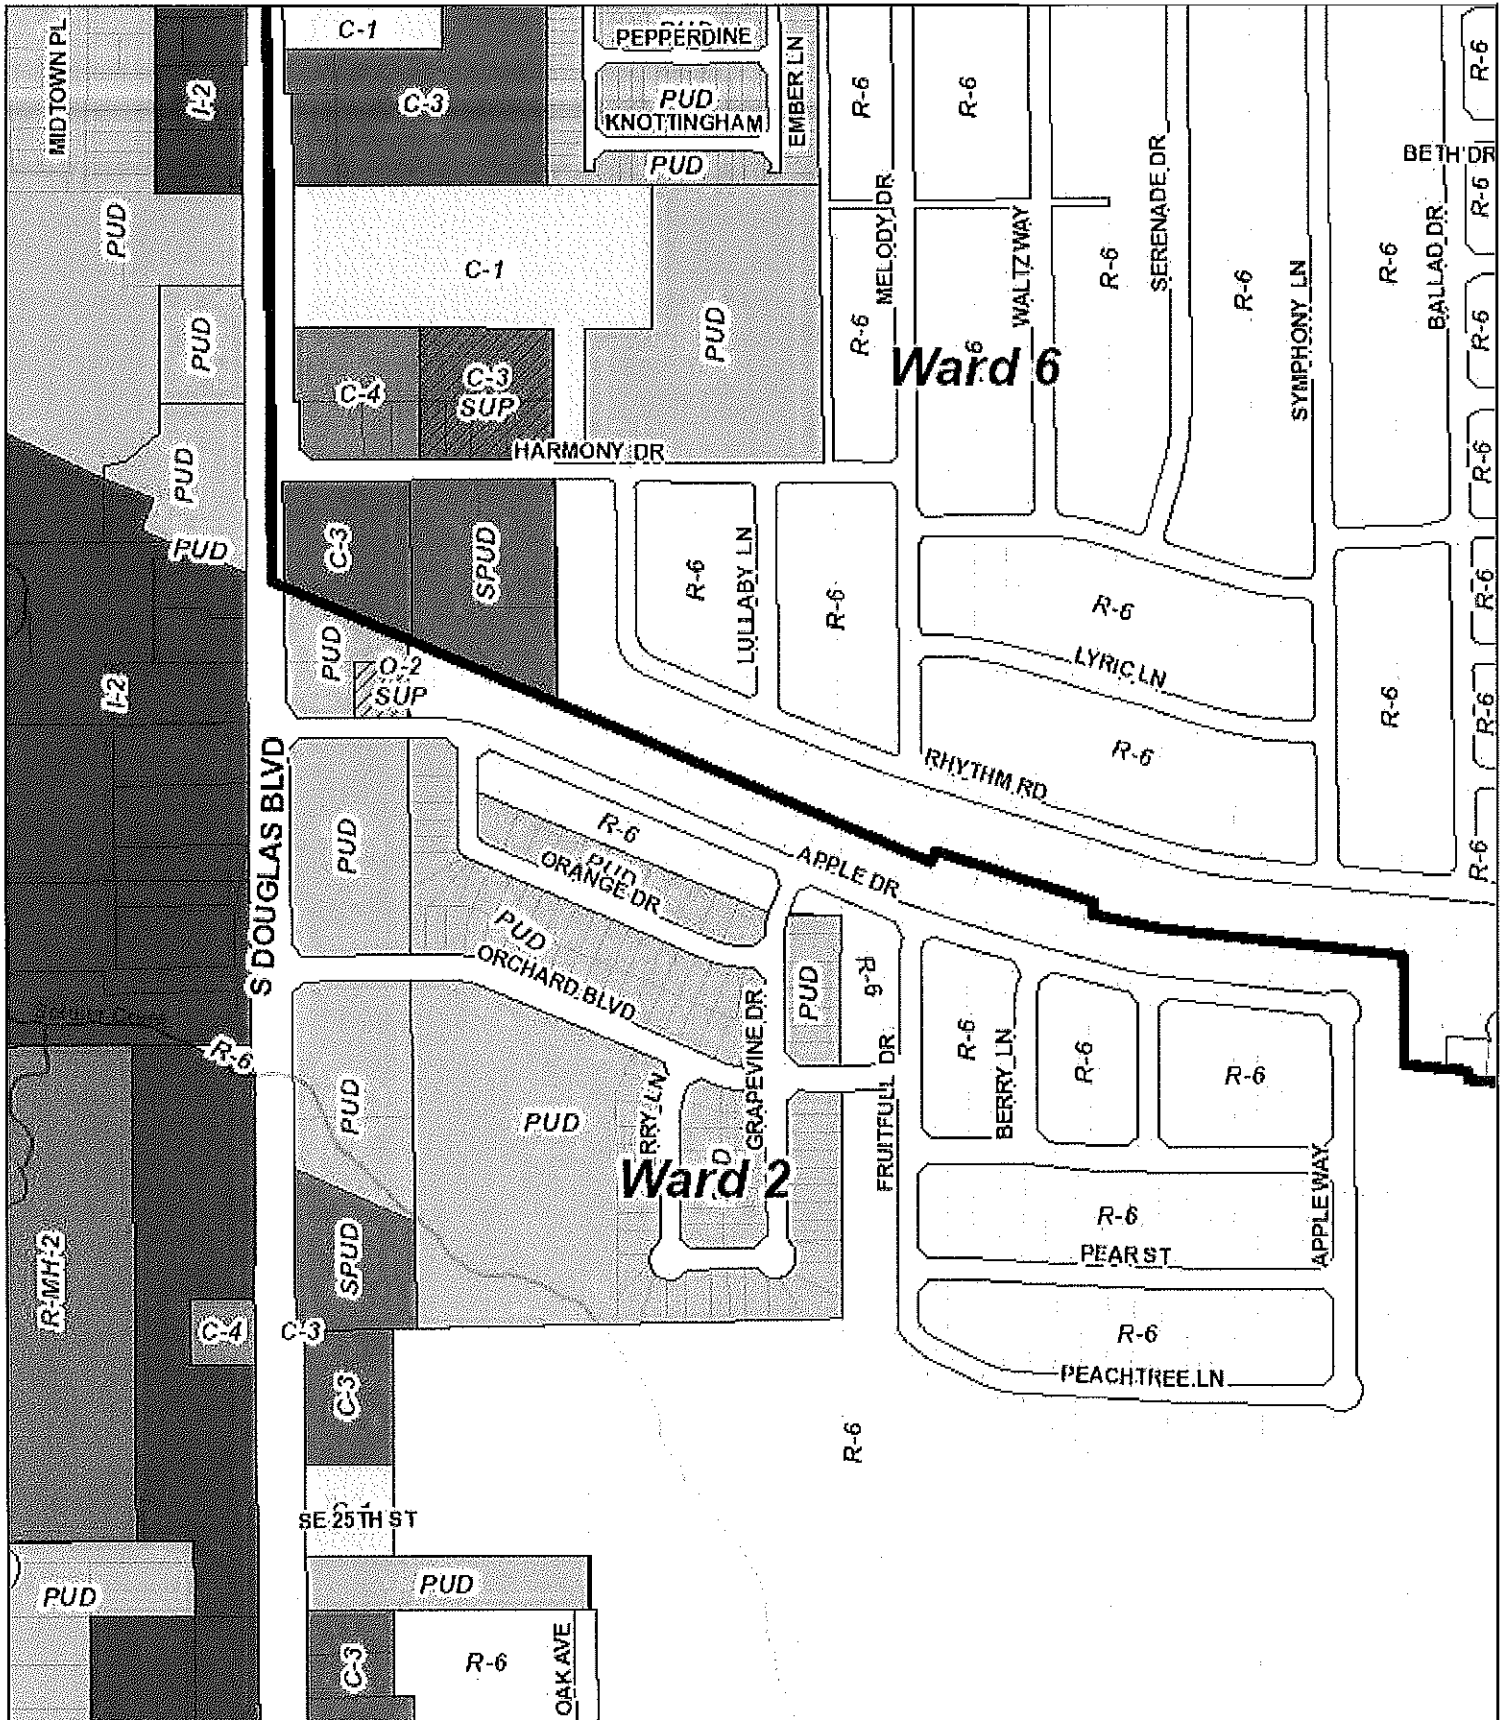 MIDTOWN PL
I-2
C-1
C-3
PEPPERDINE
PUD
KNOTTINGHAM
EMBER LN
PUD
R-6
R-6
R-6
BETH DR
R-6
SERENADE DR
PUD
C-1
PUD
MELODY DR
WALTZ WAY
R-6
R-6
SYMPHONY LN
R-6
BALLAD DR
R-6
PUD
R-6
6
Ward 6
C-4
C-3
SUP
HARMONY DR
R-6
PUD
PUD
C-3
SPUD
R-6
LULLABY LN
R-6
R-6
R-6
LYRIC LN
PUD
O-2
SUP
I-2
R-6
R-6
R-6
RHYTHM RD
S DOUGLAS BLVD
PUD
R-6
PUD
ORANGE DR
APPLE DR
R-6
PUD
ORCHARD BLVD
GRAPEVINE DR
PUD
R-6
FRUITFULL DR
R-6
BERRY LN
R-6
R-6
R-6
PUD
PUD
RRY LN
D
Ward 2
R-6
PEAR ST
APPLE WAY
R-MH-2
SPUD
C-4
C-3
R-6
PEACHTREE LN
C-3
R-6
SE 25TH ST
PUD
PUD
C-3
R-6
OAK AVE